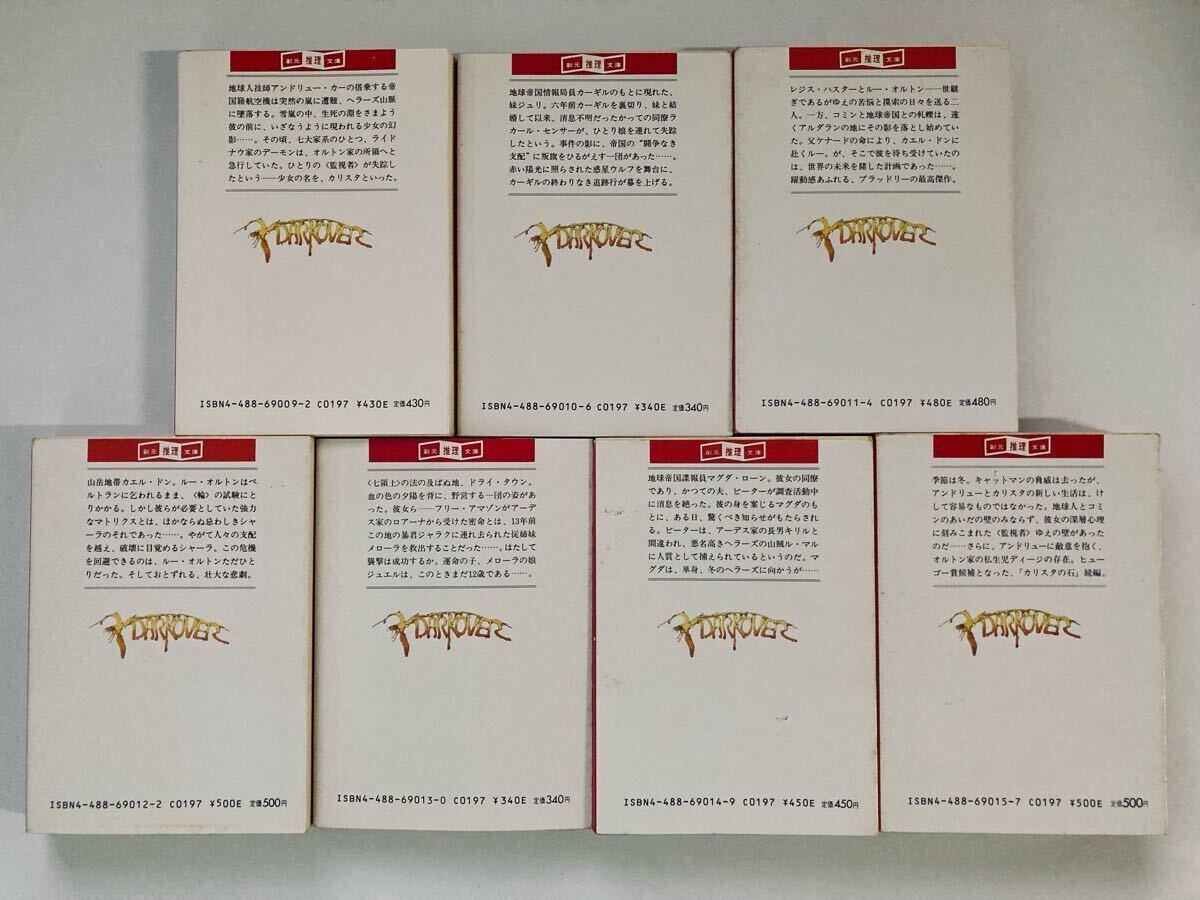 創元 推理 文庫
地球人技師アンドリュー・カーの搭乗する帝
国籍航空機は突然の嵐に遭難、ヘラーズ山脈
に墜落する。雪嵐の中、生死の淵をさまよう
彼の前に、いざなうように現われる少女の幻
影……。その頃、七大家系のひとつ、ライド
ナウ家のデーモンは、オルトン家の所領へと
急行していた。ひとりの〈監視者〉が失踪し
たという——少女の名を、カリスタといった。
DARKOVER
ISBN4-488-69009-2 C0197 ¥430E 定価430円
創元 推理 文庫
地球帝国情報局員カーギルのもとに現れた、
妹ジュリ。六年前カーギルを裏切り、妹と結
婚して以来、消息不明だったかつての同僚ラ
カール・センサーが、ひとり娘を連れて失踪
したという。事件の影に、帝国の“闘争なき
支配”に叛旗をひるがえす一団があった……。
赤い陽光に照らされた惑星ウルフを舞台に、
カーギルの終わりなき追跡行が幕を上げる。
DARKOVER
ISBN4-488-69010-6 C0197 ¥340E 定価340円
創元 推理 文庫
レジス・ハスターとルー・オルトン——世継
ぎであるがゆえの苦悩と摸索の日々を送る二
人。一方、コミンと地球帝国との軋轢は、遠
くアルダランの地にその影を落とし始めてい
た。父ケナードの命により、カエル・ドンに
赴くルー。が、そこで彼を待ち受けていたの
は、世界の未来を賭した計画であった……。
躍動感あふれる、ブラッドリーの最高傑作。
DARKOVER
ISBN4-488-69011-4 C0197 ¥480E 定価480円
創元 推理 文庫
山岳地帯カエル・ドン。ルー・オルトンはベ
ルトランに乞われるまま、〈輪〉の試験にと
りかかる。しかし彼らが必要としていた強力
なマトリクスとは、ほかならぬ忌わしきシャ
ーラのそれであった……。やがて人々の支配
を越え、破壊に目覚めるシャーラ。この危機
を回避できるのは、ルー・オルトンただひと
りだった。そしておとずれる、壮大な悲劇。
DARKOVER
ISBN4-488-69012-2 C0197 ¥500E 定価500円
創元 推理 文庫
〈七領土〉の法の及ばぬ地、ドライ・タウン。
血の色の夕陽を背に、野営する一団の姿があ
った。彼女ら——フリー・アマゾンがアーデ
ス家のロアーナから受けた密命とは、13年前
この地の暴君ジャラクに連れ去られた従姉妹
メローラを救出することだった……。はたして
襲撃は成功するか。運命の子、メローラの娘
ジュエルは、このときまだ12歳である……。
DARKOVER
ISBN4-488-69013-0 C0197 ¥340E 定価340円
創元 推理 文庫
地球帝国諜報員マグダ・ローン。彼女の同僚
であり、かつての夫、ピーターが調査活動中
に消息を絶った。彼の身を案じるマグダのも
とに、ある日、驚くべき知らせがもたらされ
る。ピーターは、アーデス家の長男キリルと
間違われ、悪名高きヘラーズの山賊ル・マル
に人質として捕えられているというのだ。マ
グダは、単身、冬のヘラーズに向かうが……
DARKOVER
ISBN4-488-69014-9 C0197 ¥450E 定価450円
創元 推理 文庫
季節は冬。キャットマンの脅威は去ったが、
アンドリューとカリスタの新しい生活は、け
して容易なものではなかった。地球人とコミ
ンのあいだの壁のみならず、彼女の深層心理
に刻みこまれた〈監視者〉ゆえの壁があった
のだ……さらに、アンドリューに敵意を抱く、
オルトン家の私生児ディージの存在。ヒュー
ゴー賞候補となった、『カリスタの石』続編。
DARKOVER
ISBN4-488-69015-7 C0197 ¥500E 定価500円